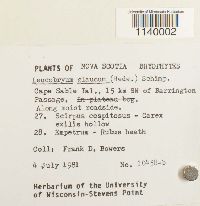 University of Wisconsin
1140002
PLANTS OF NOVA SCOTIA BRYOPHYTES
Leucobryum glaucum (Hedw.) Schimp.
Cape Sable Isl., 15 km SW of Barrington
Passage. In plateau bog.
Along moist roadside.
27. Scirpus cespitosus - Carex
exilis hollow
28. Empetrum - Rubus heath
Coll: Frank D. Bowers
4 July 1981 No. 10458-b
Herbarium of the University
of Wisconsin-Stevens Point